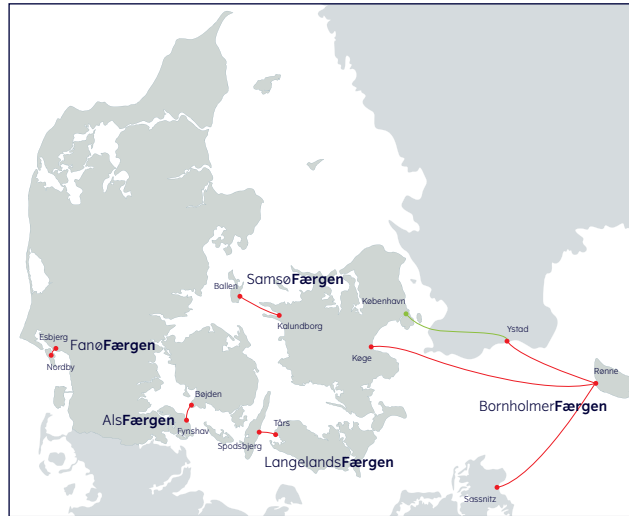 Ballen
SamsøFærgen
København
Kalundborg
Ystad
Esbjerg
FanøFærgen
Nordby
Køge
Rønne
Bøjden
BornholmerFærgen
AlsFærgen
Fynshav
Tårs
Spodsbjerg
LangelandsFærgen
Sassnitz